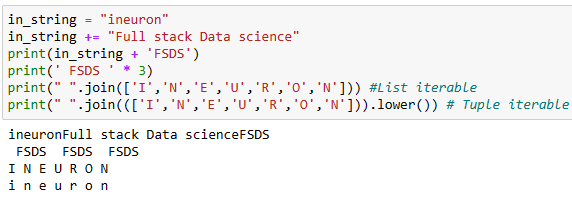 in_string = "ineuron"
in_string += "Full stack Data science"
print(in_string + 'FSDS')
print(' FSDS ' * 3)
print(" ".join(['I','N','E','U','R','O','N'])) #List iterable
print(" ".join((['I','N','E','U','R','O','N'])).lower()) # Tuple iterable
ineuronFull stack Data scienceFSDS
 FSDS  FSDS  FSDS
I N E U R O N
i n e u r o n